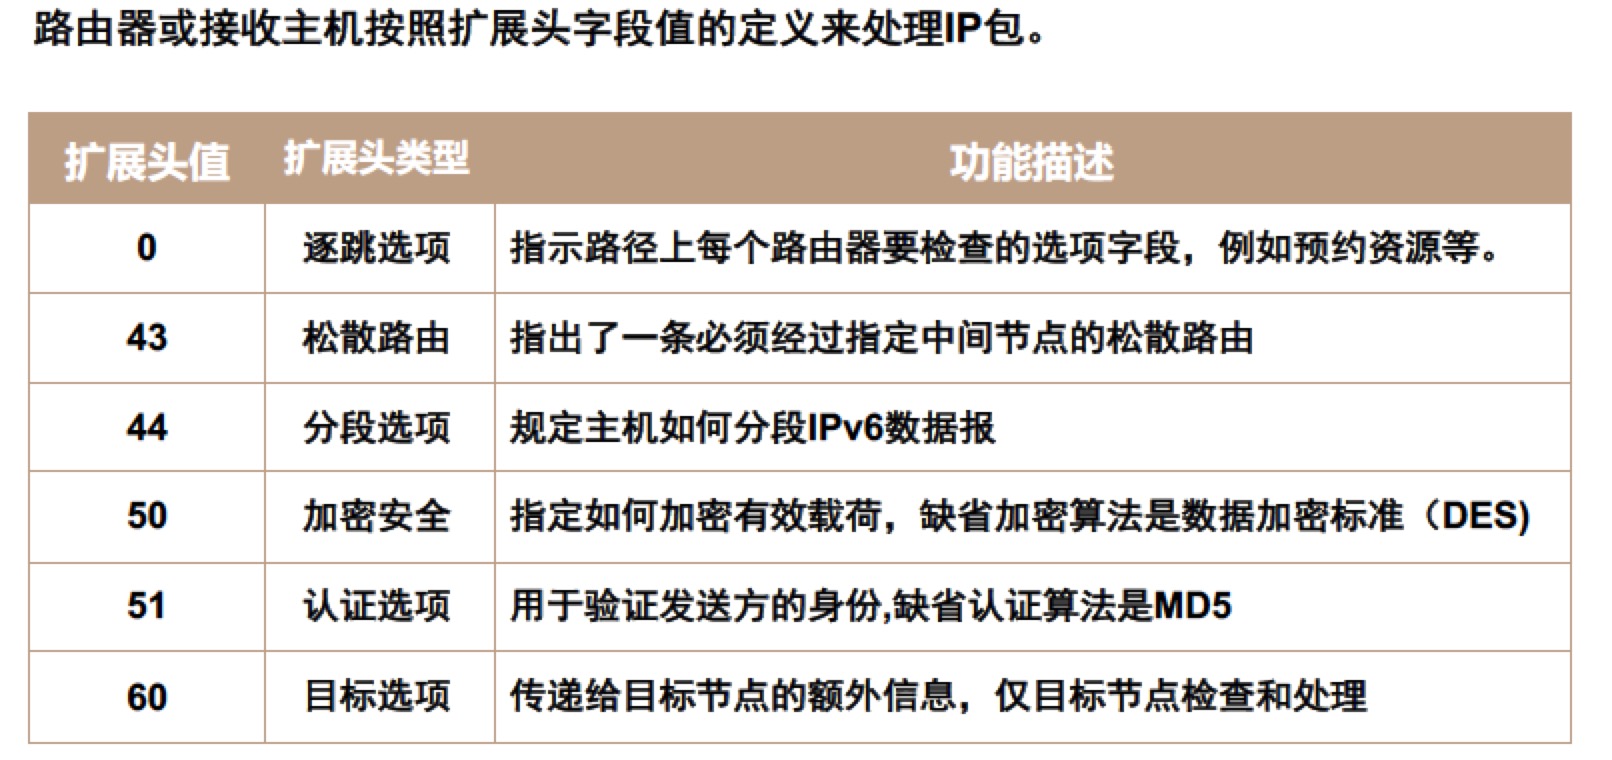 路由器或接收主机按照扩展头字段值的定义来处理IP包。
扩展头值 扩展头类型 功能描述
0 逐跳选项 指示路径上每个路由器要检查的选项字段，例如预约资源等。
43 松散路由 指出了一条必须经过指定中间节点的松散路由
44 分段选项 规定主机如何分段IPv6数据报
50 加密安全 指定如何加密有效载荷，缺省加密算法是数据加密标准（DES)
51 认证选项 用于验证发送方的身份,缺省认证算法是MD5
60 目标选项 传递给目标节点的额外信息，仅目标节点检查和处理